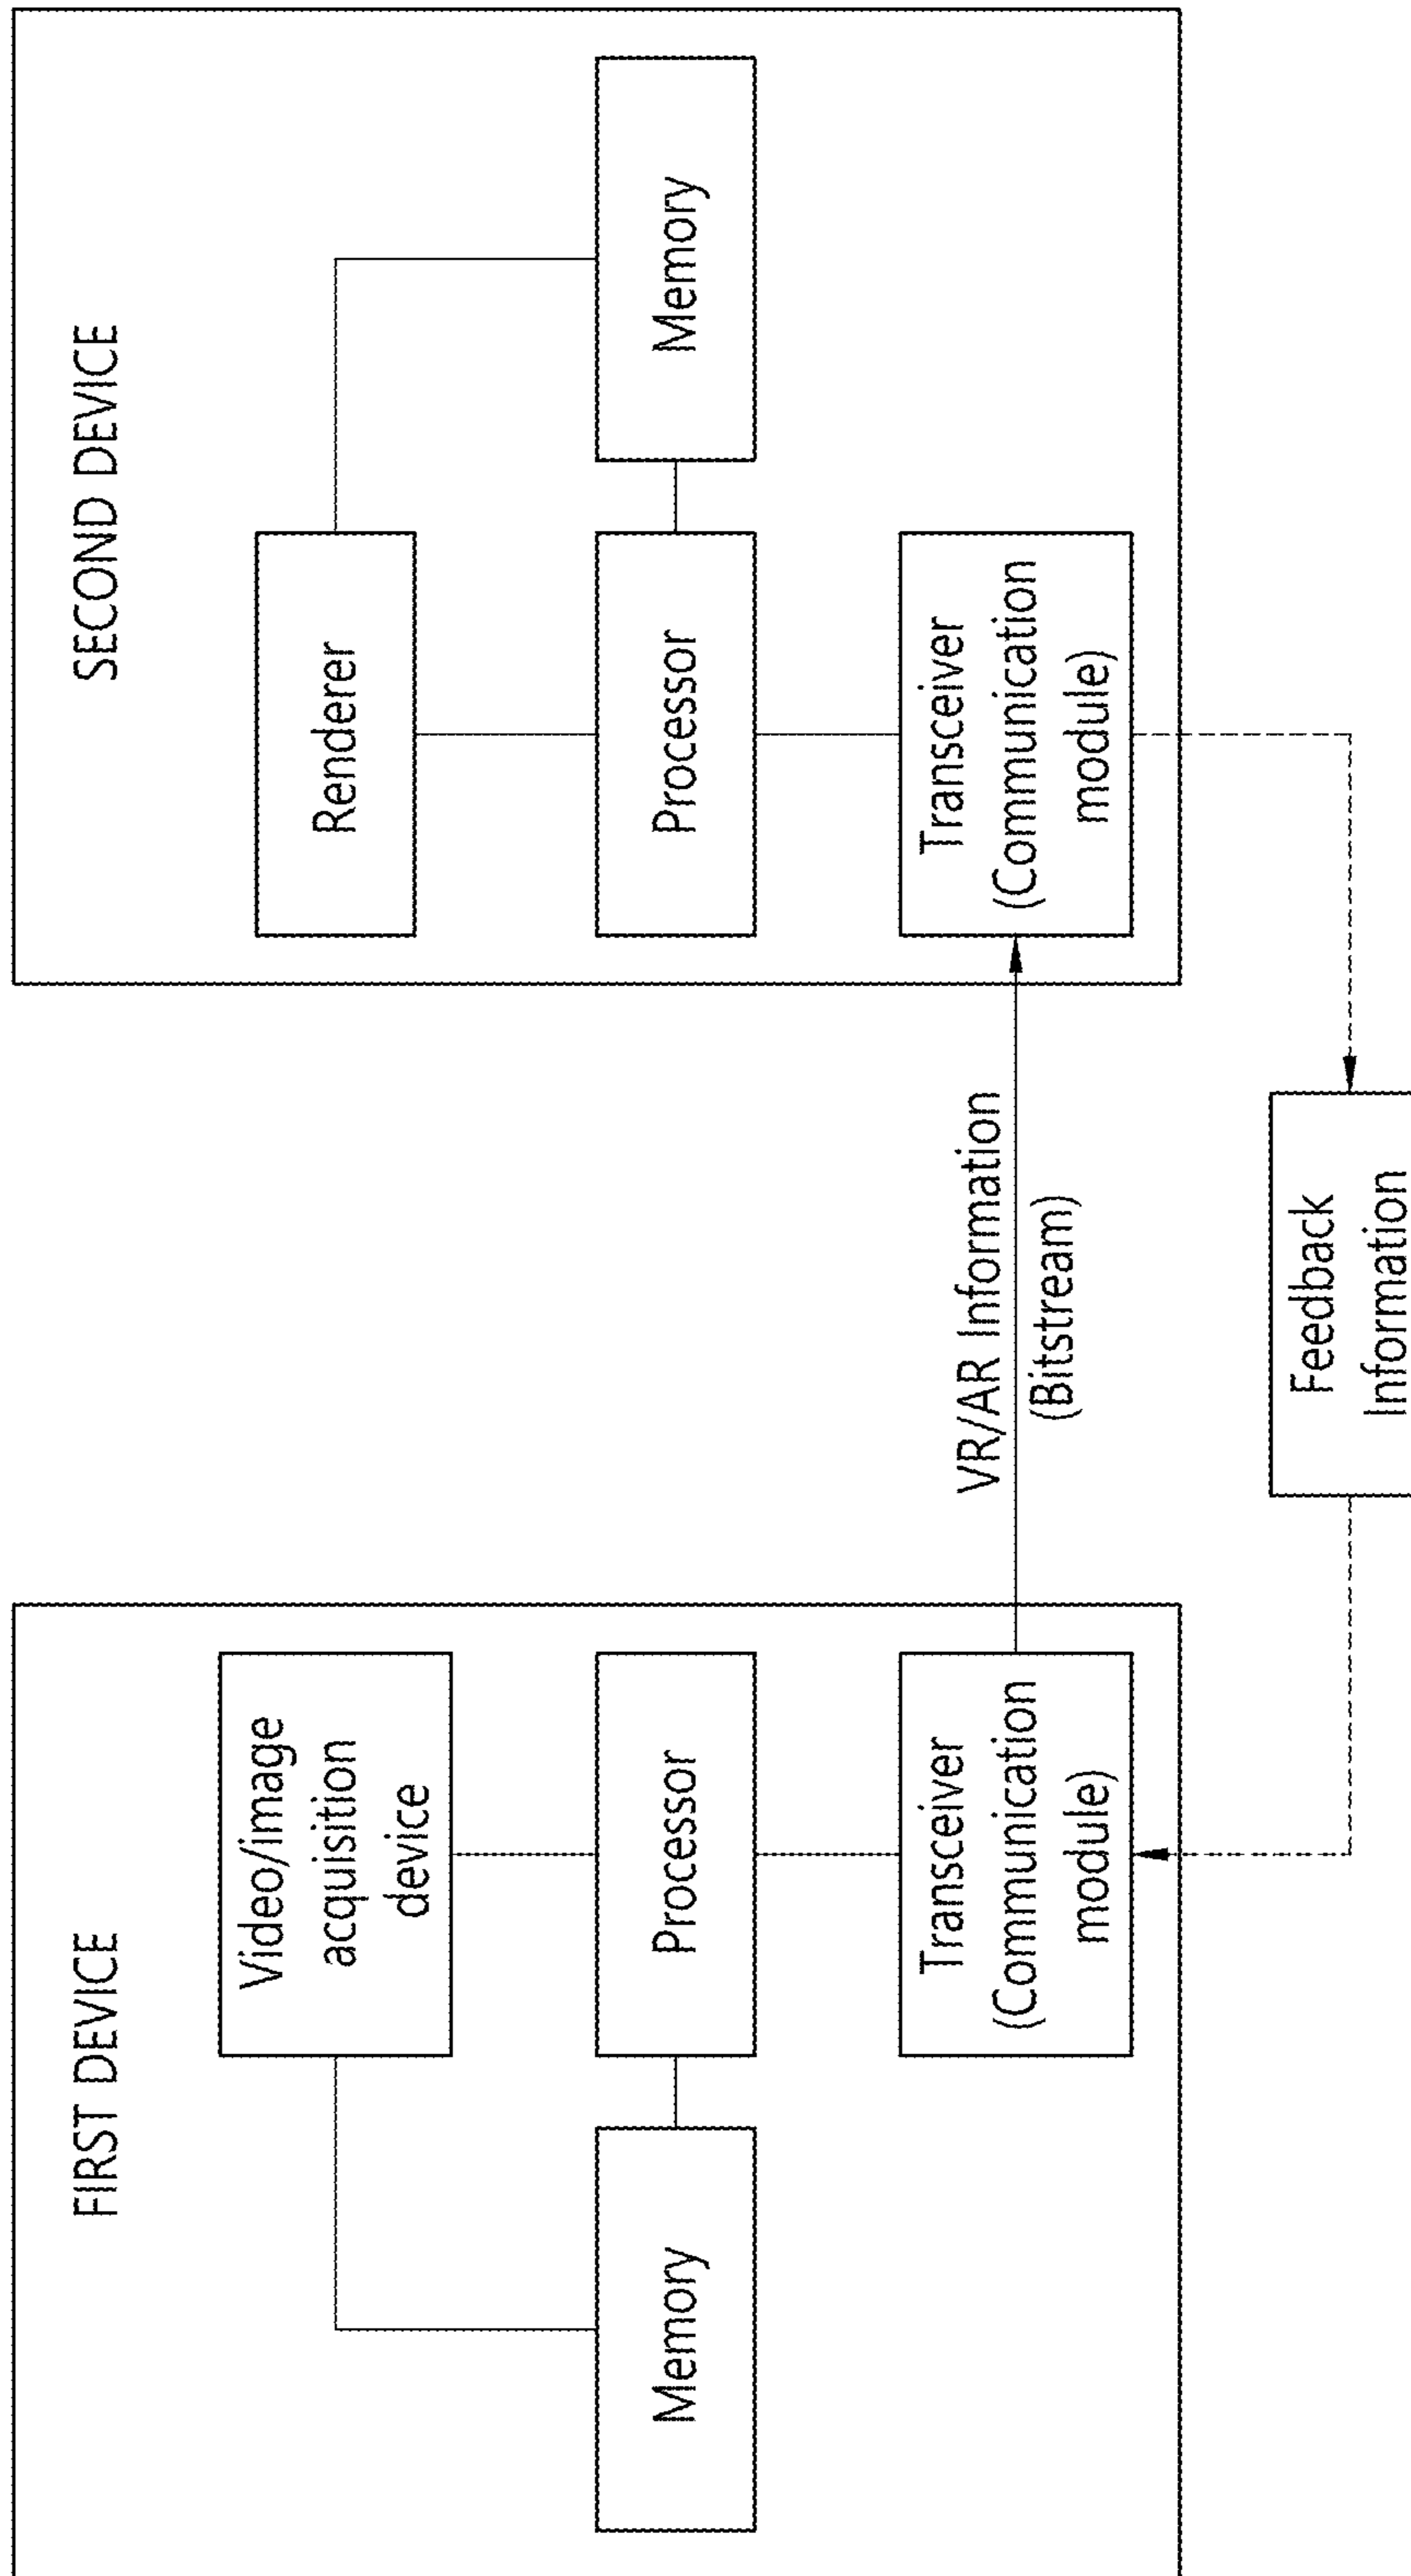 FIRST DEVICE
Video/image
acquisition
device
Memory
Processor
Transceiver
(Communication
module)
VR/AR Information
(Bitstream)
Feedback
Information
SECOND DEVICE
Renderer
Processor
Memory
Transceiver
(Communication
module)